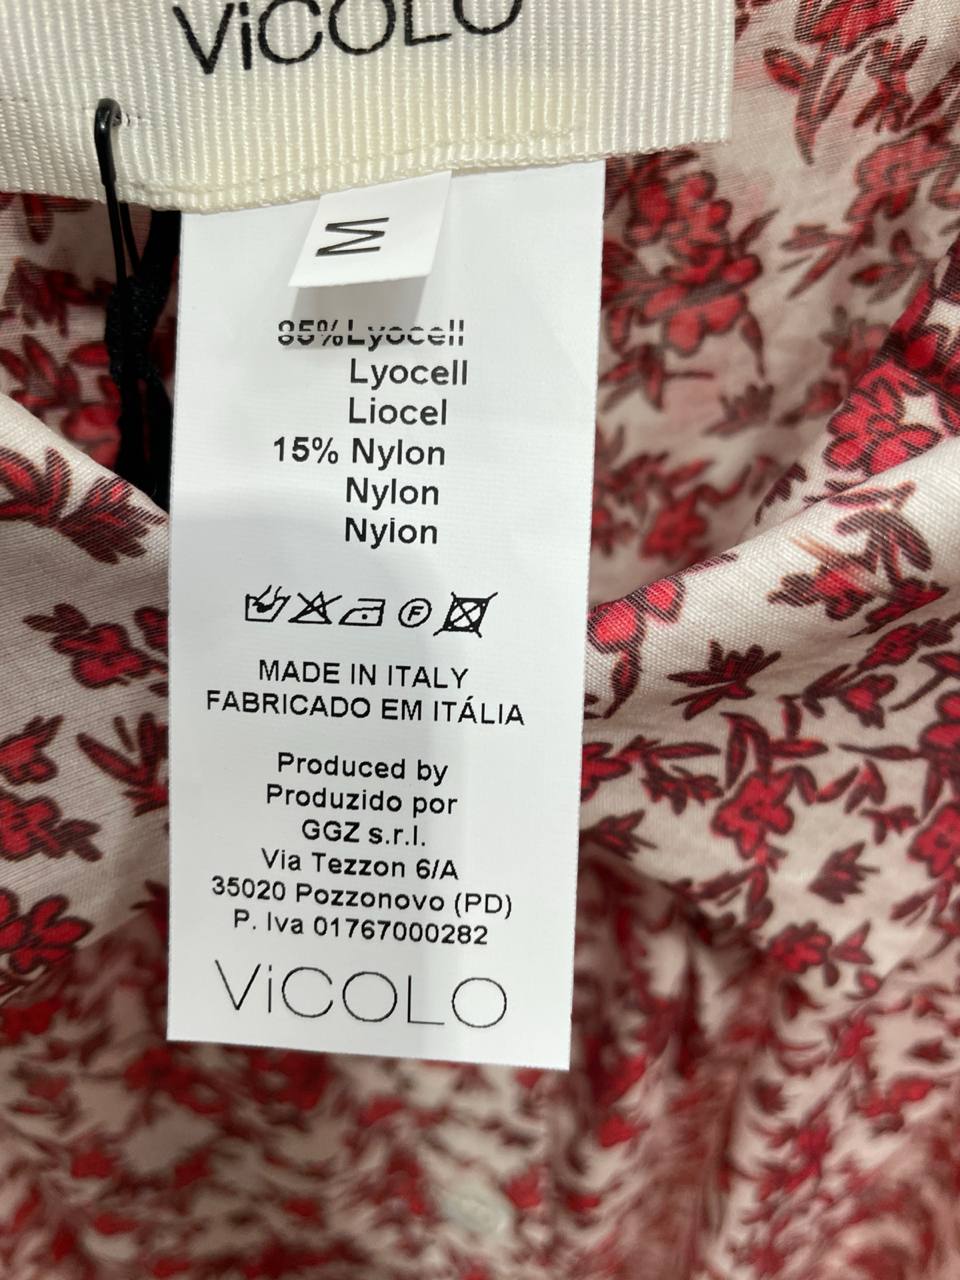 ViCOLO
M
85% Lyocell
Lyocell
Liocel
15% Nylon
Nylon
Nylon
F
MADE IN ITALY
FABRICADO EM ITÁLIA
Produced by
Produzido por
GGZ s.r.l.
Via Tezzon 6/A
35020 Pozzonovo (PD)
P. Iva 01767000282
ViCOLO